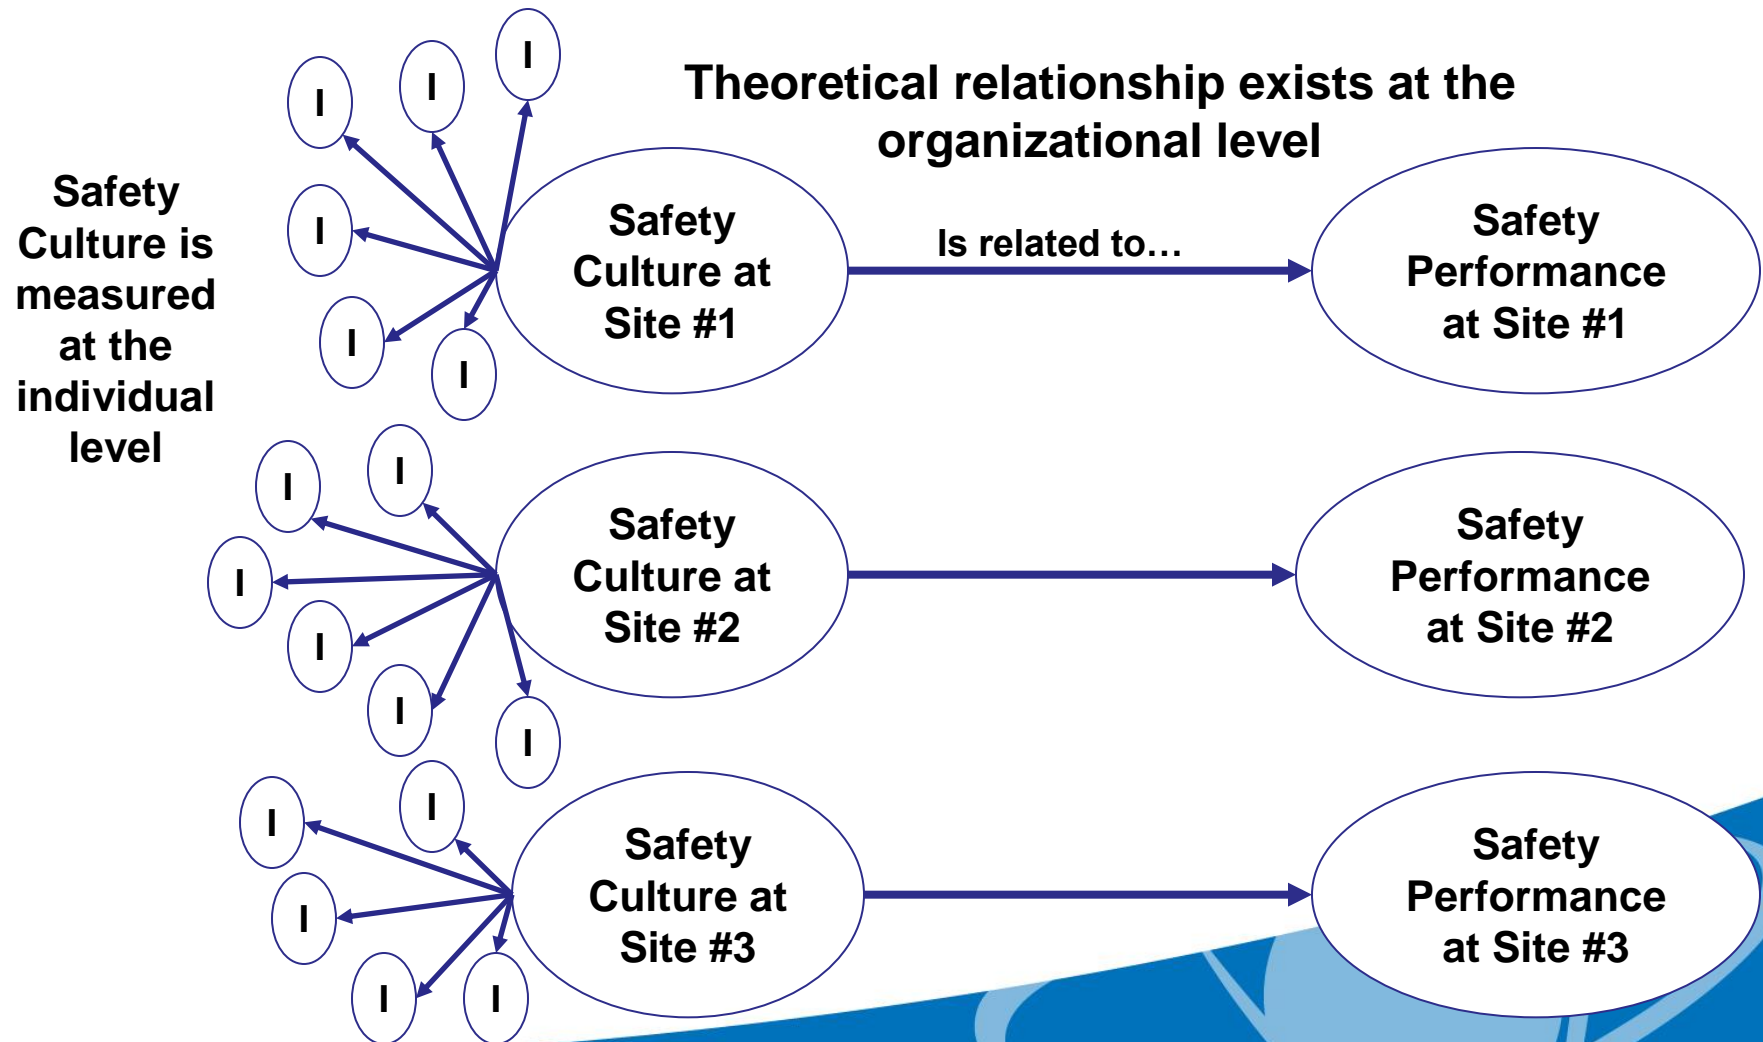 Theoretical relationship exists at the
organizational level
Safety
Culture is
measured
at the
individual
level
I
I
I
I
I
I
Safety
Culture at
Site #1
Is related to…
Safety
Performance
at Site #1
I
I
I
I
I
I
Safety
Culture at
Site #2
Safety
Performance
at Site #2
I
I
I
I
I
Safety
Culture at
Site #3
Safety
Performance
at Site #3